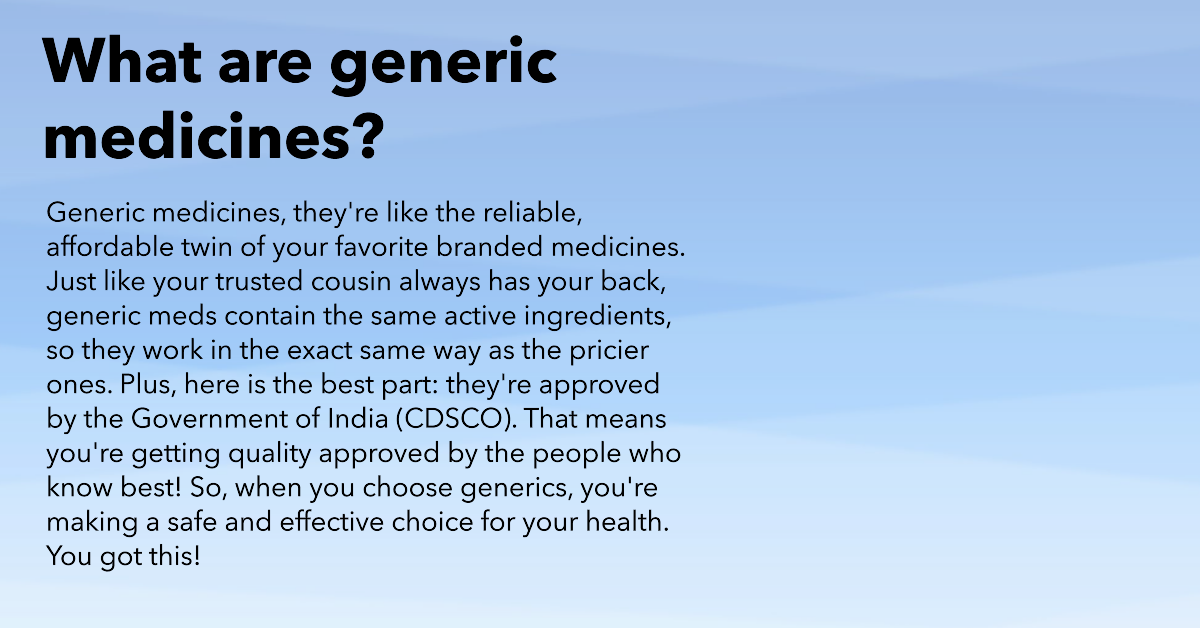 What are generic
medicines?
Generic medicines, they're like the reliable,
affordable twin of your favorite branded medicines.
Just like your trusted cousin always has your back,
generic meds contain the same active ingredients,
so they work in the exact same way as the pricier
ones. Plus, here is the best part: they're approved
by the Government of India (CDSCO). That means
you're getting quality approved by the people who
know best! So, when you choose generics, you're
making a safe and effective choice for your health.
You got this!